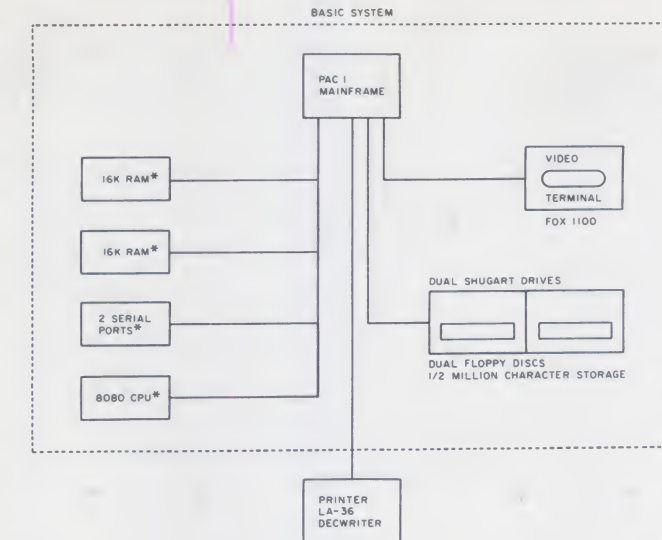 BASIC SYSTEM
PAC I
MAINFRAME
16K RAM*
16K RAM*
2 SERIAL
PORTS*
8080 CPU*
VIDEO
TERMINAL
FOX 1100
DUAL SHUGART DRIVES
DUAL FLOPPY DISCS
1/2 MILLION CHARACTER STORAGE
PRINTER
LA-36
DECWRITER